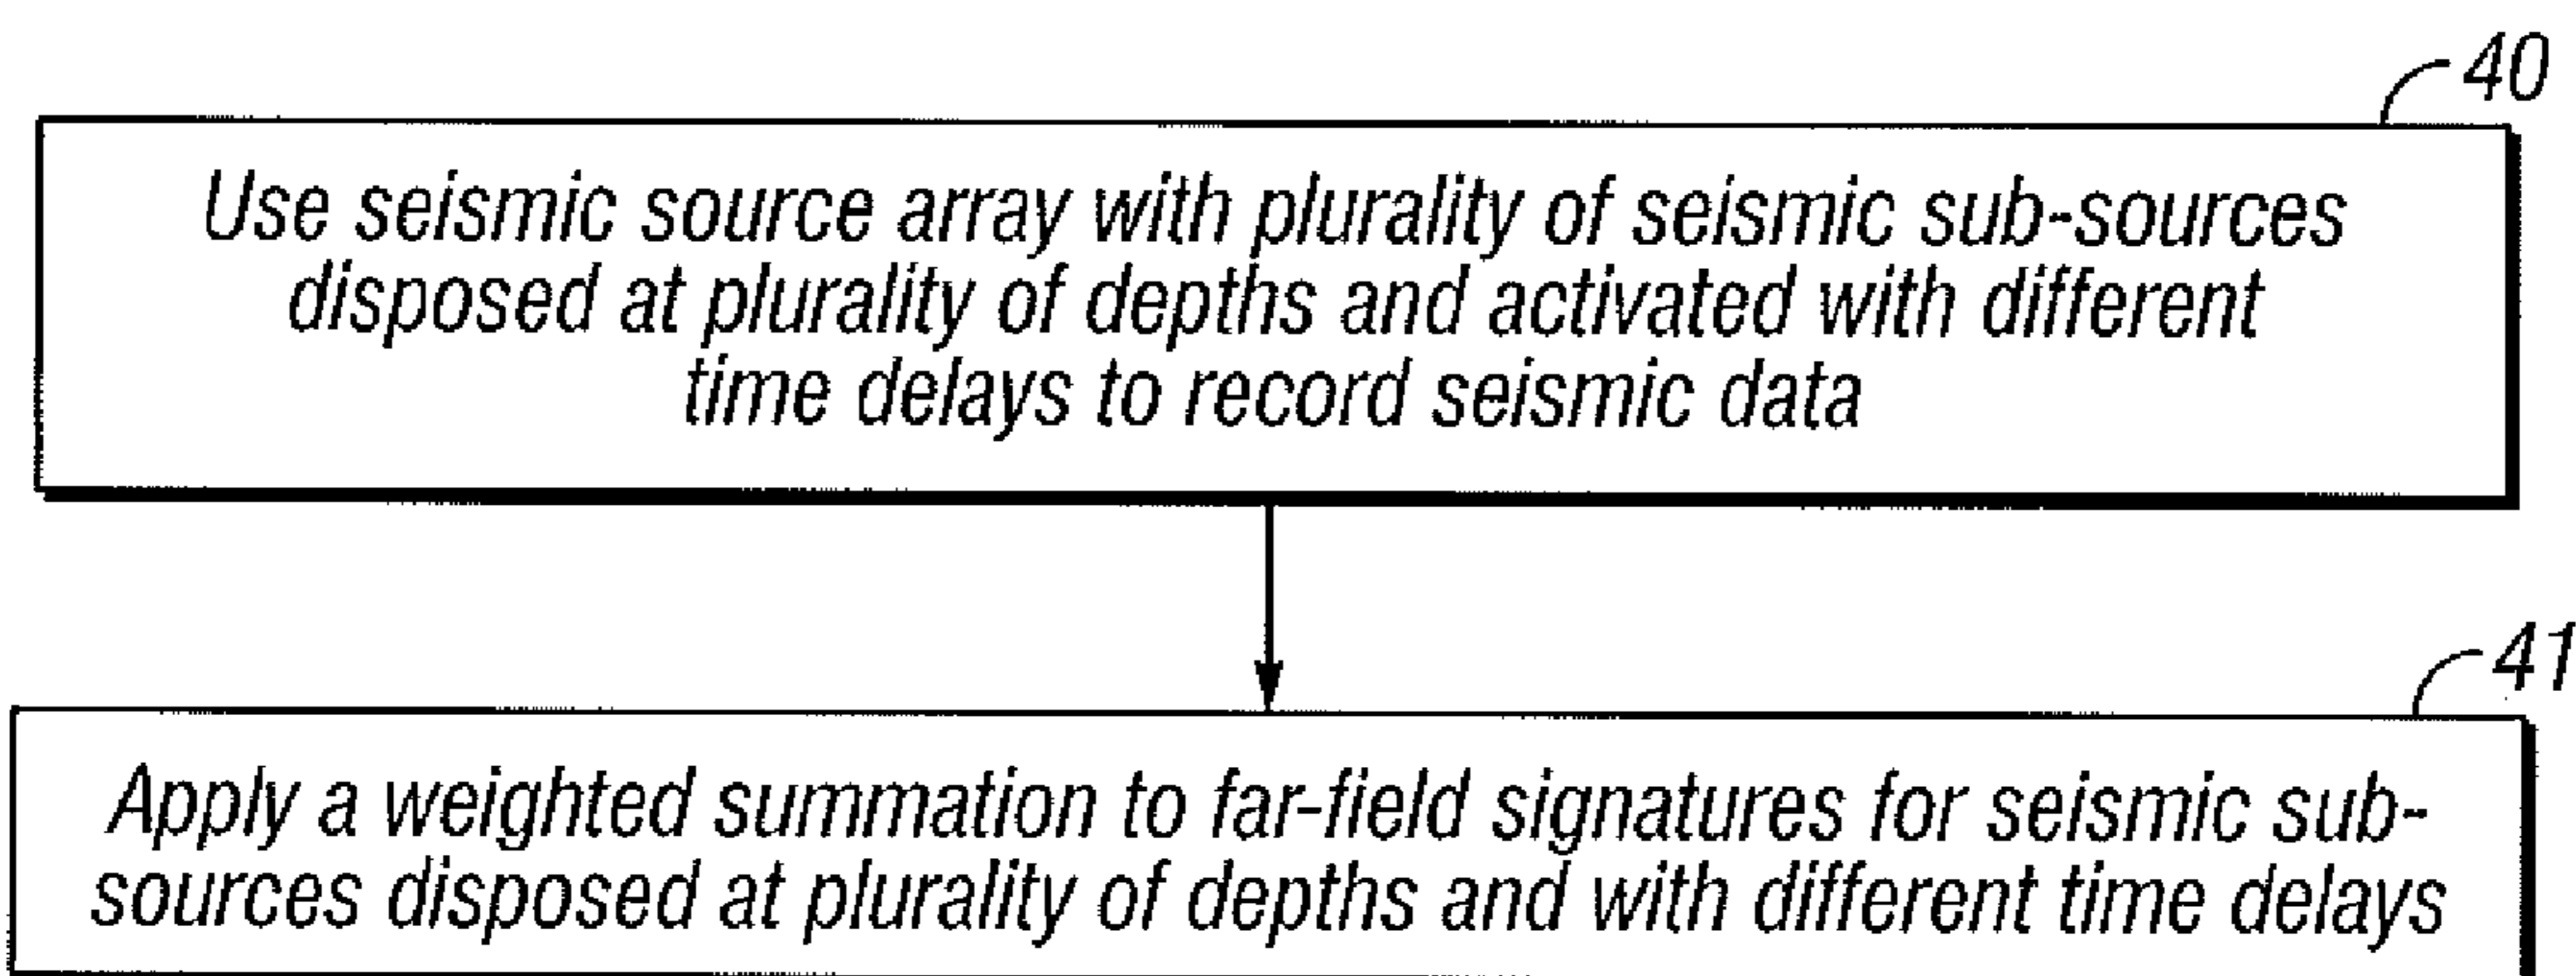 40
Use seismic source array with plurality of seismic sub-sources
disposed at plurality of depths and activated with different
time delays to record seismic data
41
Apply a weighted summation to far-field signatures for seismic sub-
sources disposed at plurality of depths and with different time delays